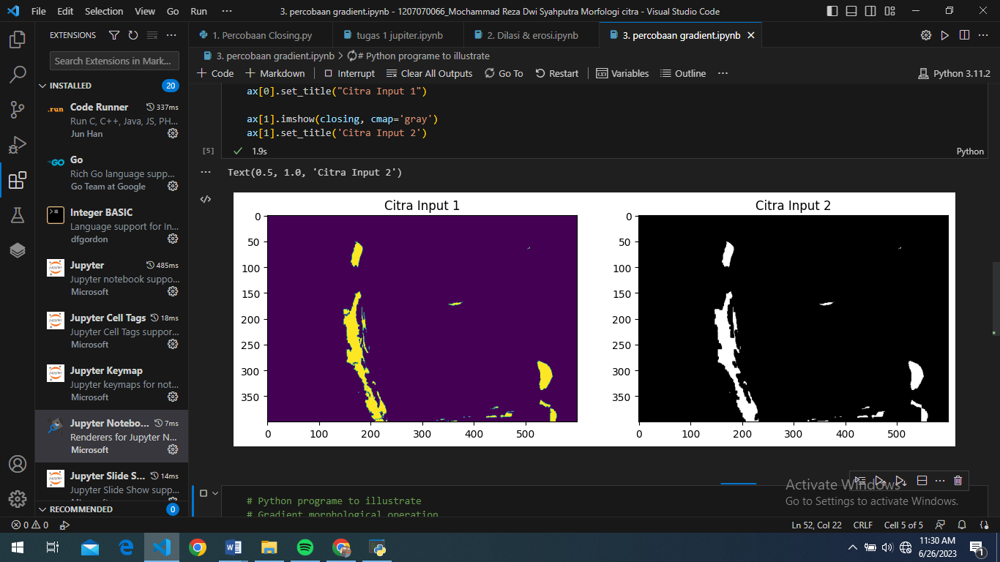 File Edit Selection View Go Run ···
3. percobaan gradient.ipynb - 1207070066_Mochammad Reza Dwi Syahputra Morfologi citra - Visual Studio Code
EXTENSIONS
Search Extensions in Mark...
INSTALLED 20
Code Runner 337ms
Run C, C++, Java, JS, PH...
Jun Han
Go
Rich Go language supp...
Go Team at Google
Integer BASIC
Language support for In...
dfgordon
Jupyter 485ms
Jupyter notebook suppo...
Microsoft
Jupyter Cell Tags 18ms
Jupyter Cell Tags suppor...
Microsoft
Jupyter Keymap
Jupyter keymaps for not...
Microsoft
Jupyter Notebo... 7ms
Renderers for Jupyter N...
Microsoft
Jupyter Slide S... 14ms
Jupyter Slide Show supp...
RECOMMENDED 0
1. Percobaan Closing.py
tugas 1 jupiter.ipynb
2. Dilasi & erosi.ipynb
3. percobaan gradient.ipynb
3. percobaan gradient.ipynb > # Python programe to illustrate
+ Code + Markdown Interrupt Clear All Outputs Go To Restart Variables Outline ··· Python 3.11.2
ax[0].set_title("Citra Input 1")
ax[1].imshow(closing, cmap='gray')
ax[1].set_title('Citra Input 2')
[5] 1.9s Python
Text(0.5, 1.0, 'Citra Input 2')
Citra Input 1
0
50
100
150
200
250
300
350
0 100 200 300 400 500
Citra Input 2
0
50
100
150
200
250
300
350
0 100 200 300 400 500
# Python programe to illustrate
# Gradient morphological operation
Activate Windows
Go to Settings to activate Windows.
0 0 Ln 52, Col 22 CRLF Cell 5 of 5
11:30 AM
6/26/2023
1